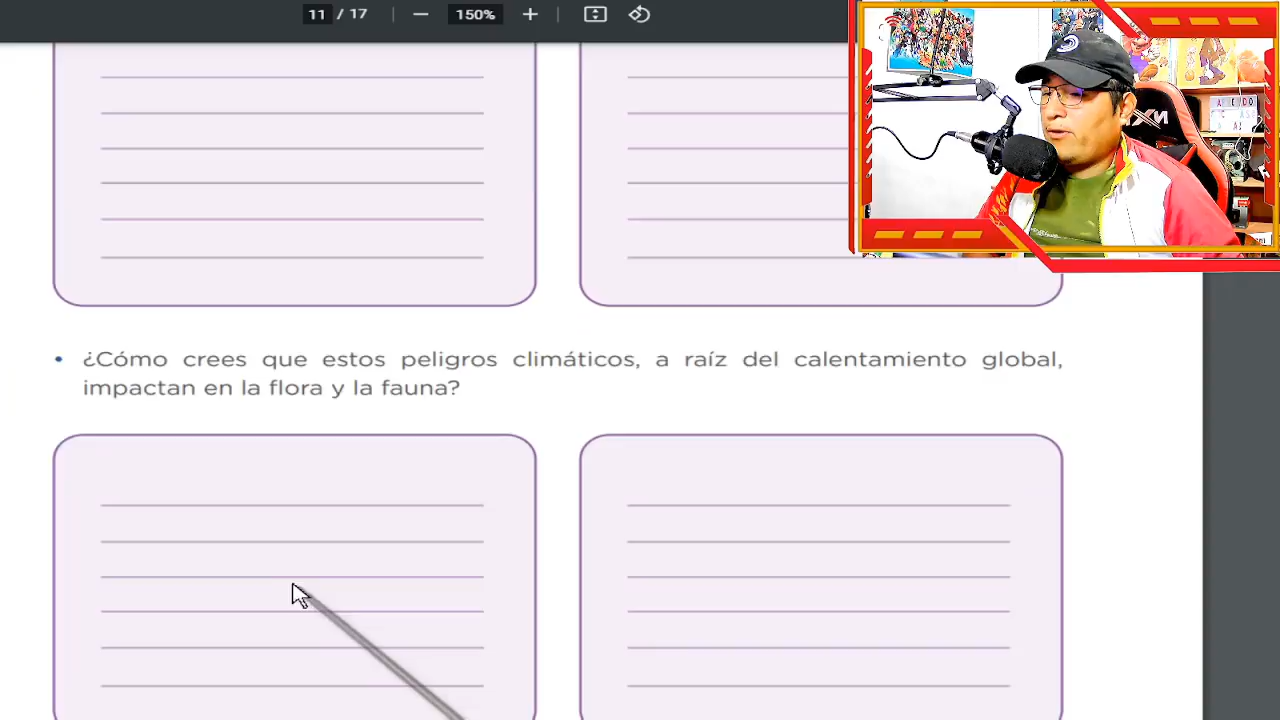 11 / 17
150%
• ¿Cómo crees que estos peligros climáticos, a raíz del calentamiento global,
impactan en la flora y la fauna?